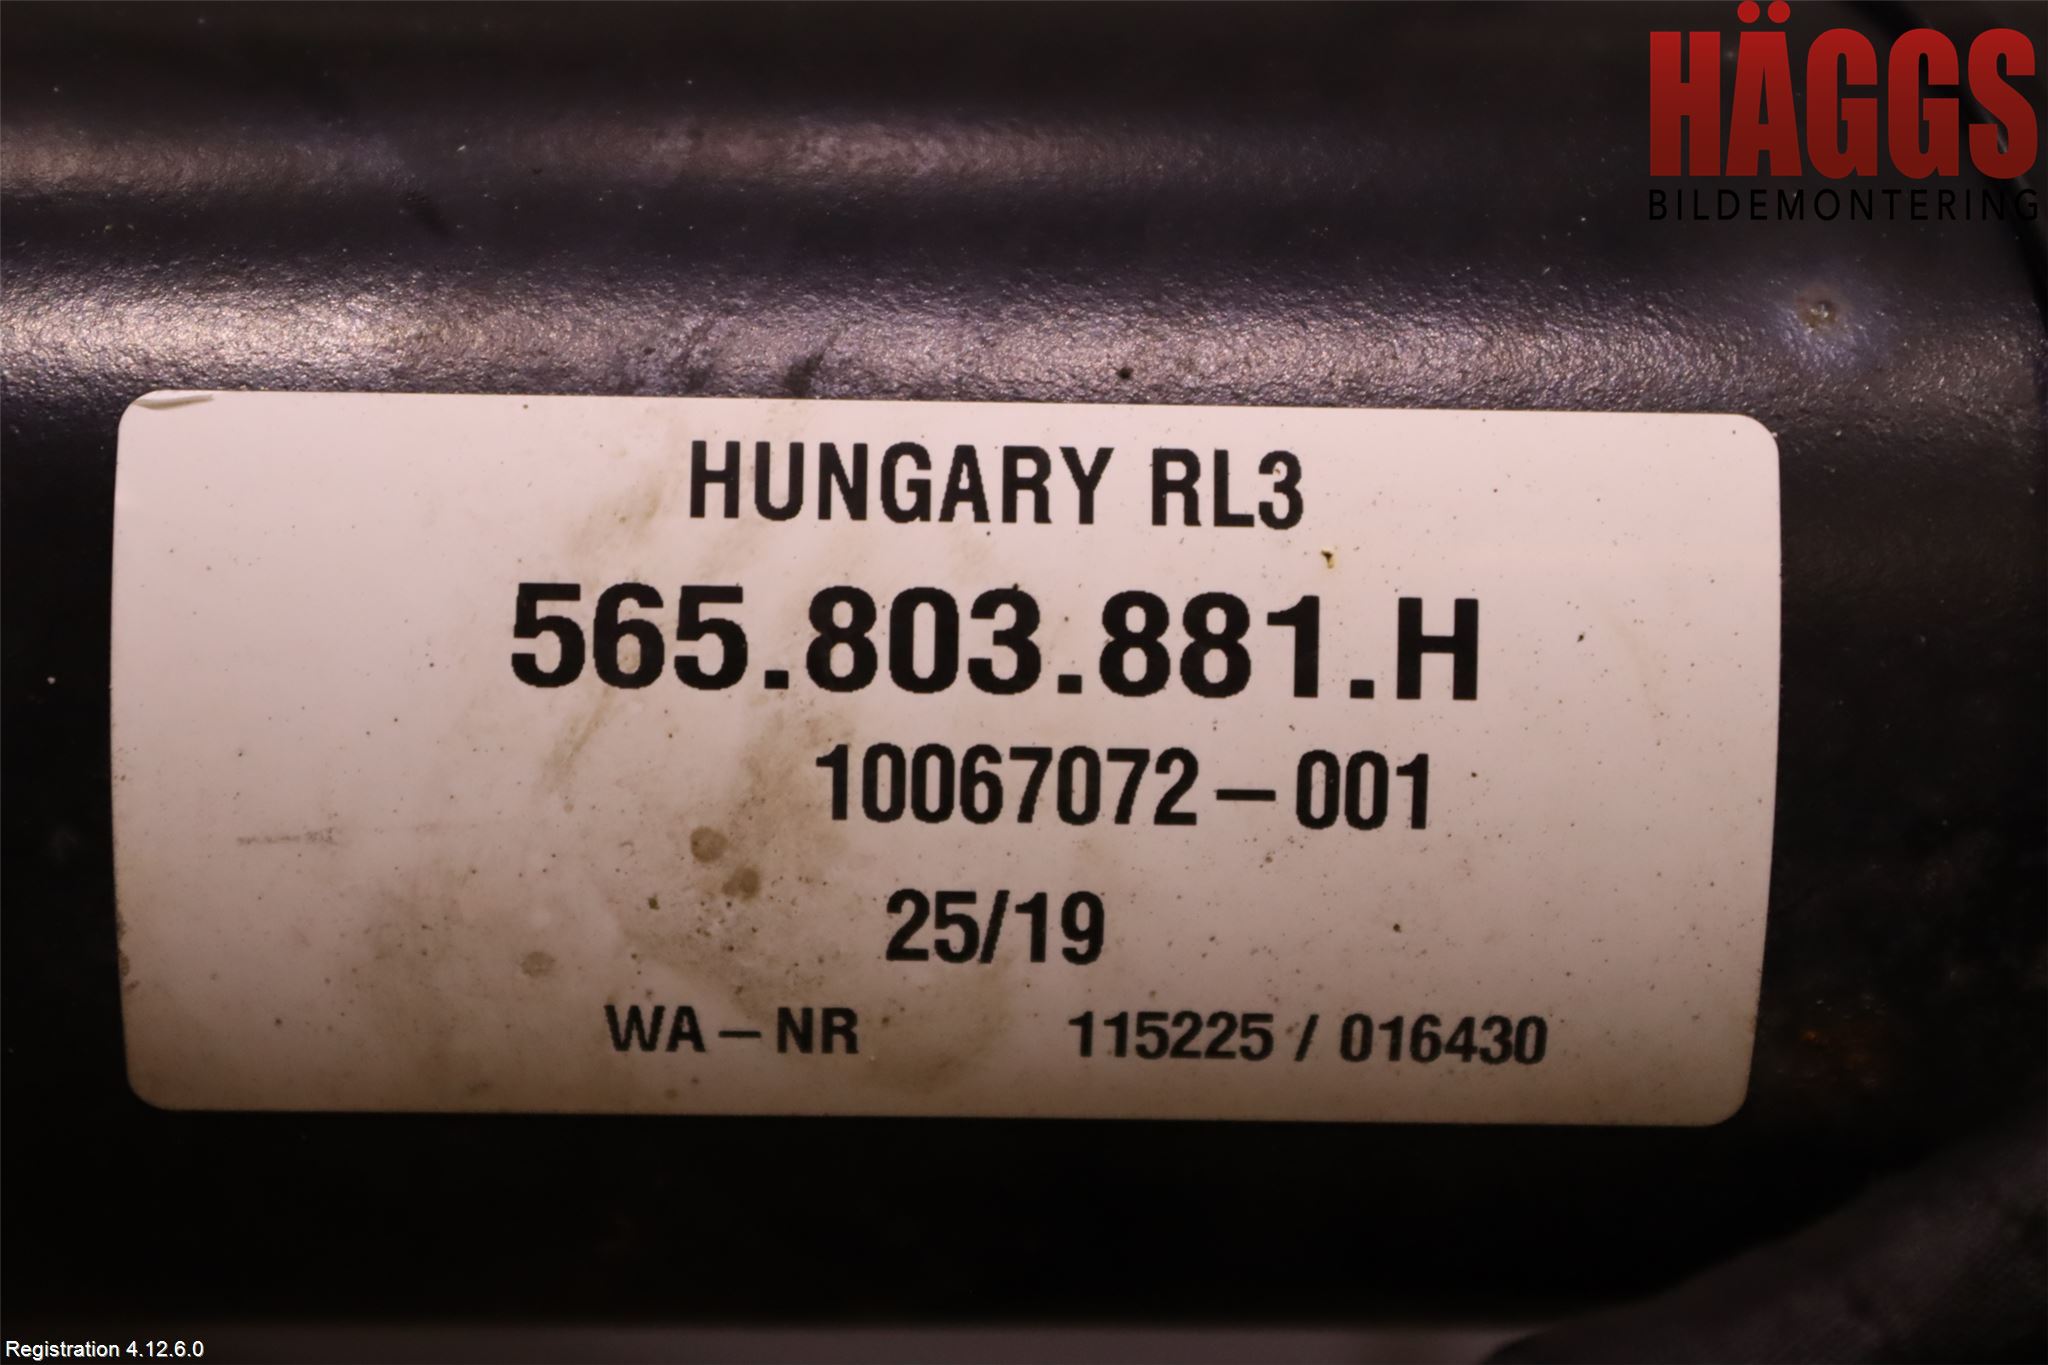 HÄGGS
BILDEMONTERING
HUNGARY RL3
565.803.881.H
10067072-001
25/19
WA-NR 115225 / 016430
Registration 4.12.6.0